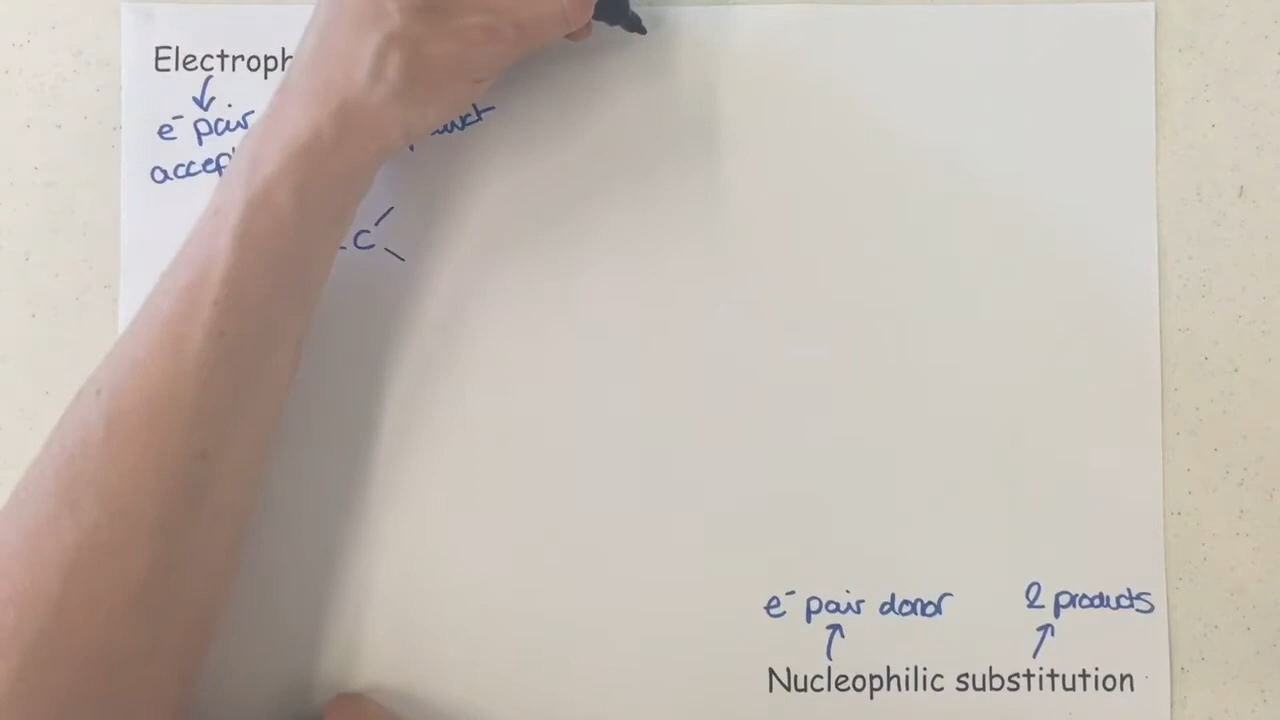 Electroph
e⁻ pair
accep
C
e⁻ pair donor 2 products
Nucleophilic substitution